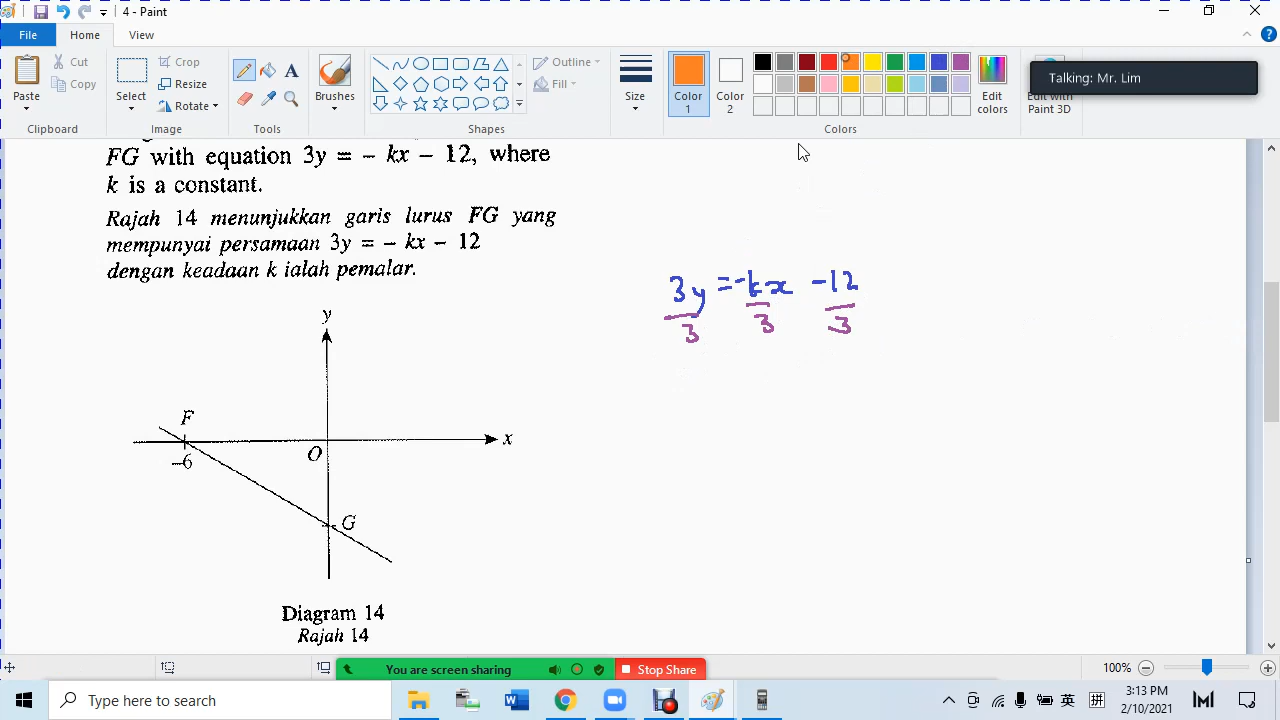 4 - Paint
File Home View
Paste Cut Copy Clipboard
Select Crop Resize Rotate Image
Tools
Brushes
Outline Fill Shapes
Size
Color 1 Color 2 Edit colors Colors
Edit with Paint 3D
Talking: Mr. Lim
FG with equation 3y = – kx – 12, where
k is a constant.
Rajah 14 menunjukkan garis lurus FG yang
mempunyai persamaan 3y = – kx – 12
dengan keadaan k ialah pemalar.
3y = -kx -12
3 3 3
y
F
x
O
–6
G
Diagram 14
Rajah 14
You are screen sharing Stop Share
100%
Type here to search
英 拼 3:13 PM
2/10/2021